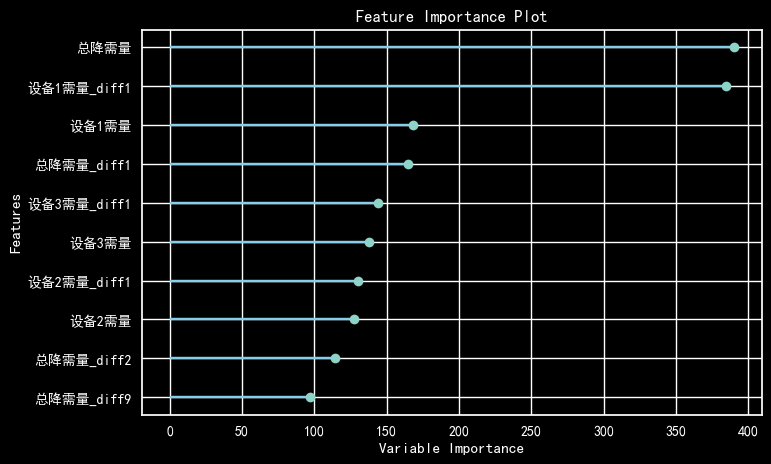 Feature Importance Plot
Features
总降需量
设备1需量_diff1
设备1需量
总降需量_diff1
设备3需量_diff1
设备3需量
设备2需量_diff1
设备2需量
总降需量_diff2
总降需量_diff9
0 50 100 150 200 250 300 350 400
Variable Importance